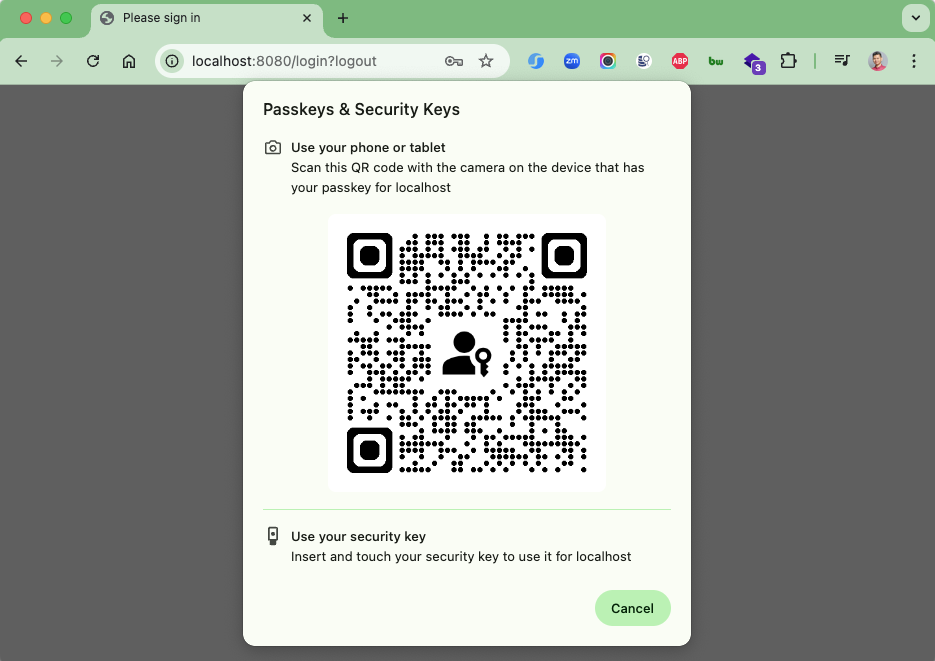 Please sign in
localhost:8080/login?logout
zm
ABP
bw
3
Passkeys & Security Keys
Use your phone or tablet
Scan this QR code with the camera on the device that has
your passkey for localhost
Use your security key
Insert and touch your security key to use it for localhost
Cancel